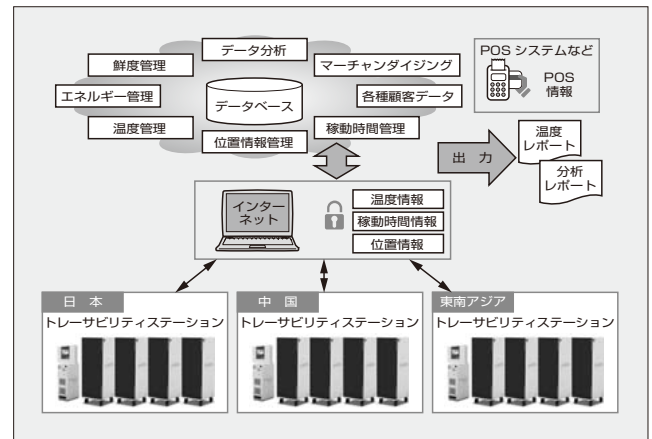 データ分析
鮮度管理
マーチャンダイジング
エネルギー管理
データベース
各種顧客データ
温度管理
位置情報管理
稼動時間管理
POS システムなど
POS
情報
出 力
温度
レポート
分析
レポート
インター
ネット
温度情報
稼動時間情報
位置情報
日 本
トレーサビリティステーション
中 国
トレーサビリティステーション
東南アジア
トレーサビリティステーション